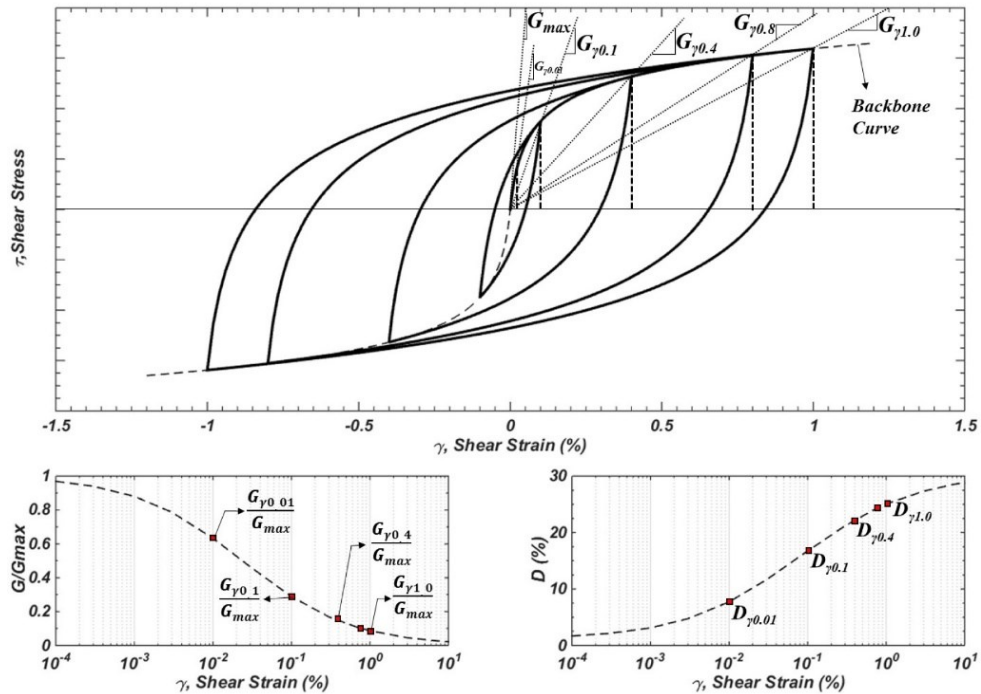 G_max
G_γ0.1
G_γ0.4
G_γ0.8
G_γ1.0
Backbone
Curve
τ,Shear Stress
-1.5 -1 -0.5 0 0.5 1 1.5
γ, Shear Strain (%)
1
0.8
0.6
0.4
0.2
0
G/Gmax
G_γ0 01
G_max
G_γ0 4
G_max
G_γ0 1
G_max
G_γ1 0
G_max
10^-4 10^-3 10^-2 10^-1 10^0 10^1
γ, Shear Strain (%)
30
20
10
0
D (%)
D_γ1.0
D_γ0.4
D_γ0.1
D_γ0.01
10^-4 10^-3 10^-2 10^-1 10^0 10^1
γ, Shear Strain (%)